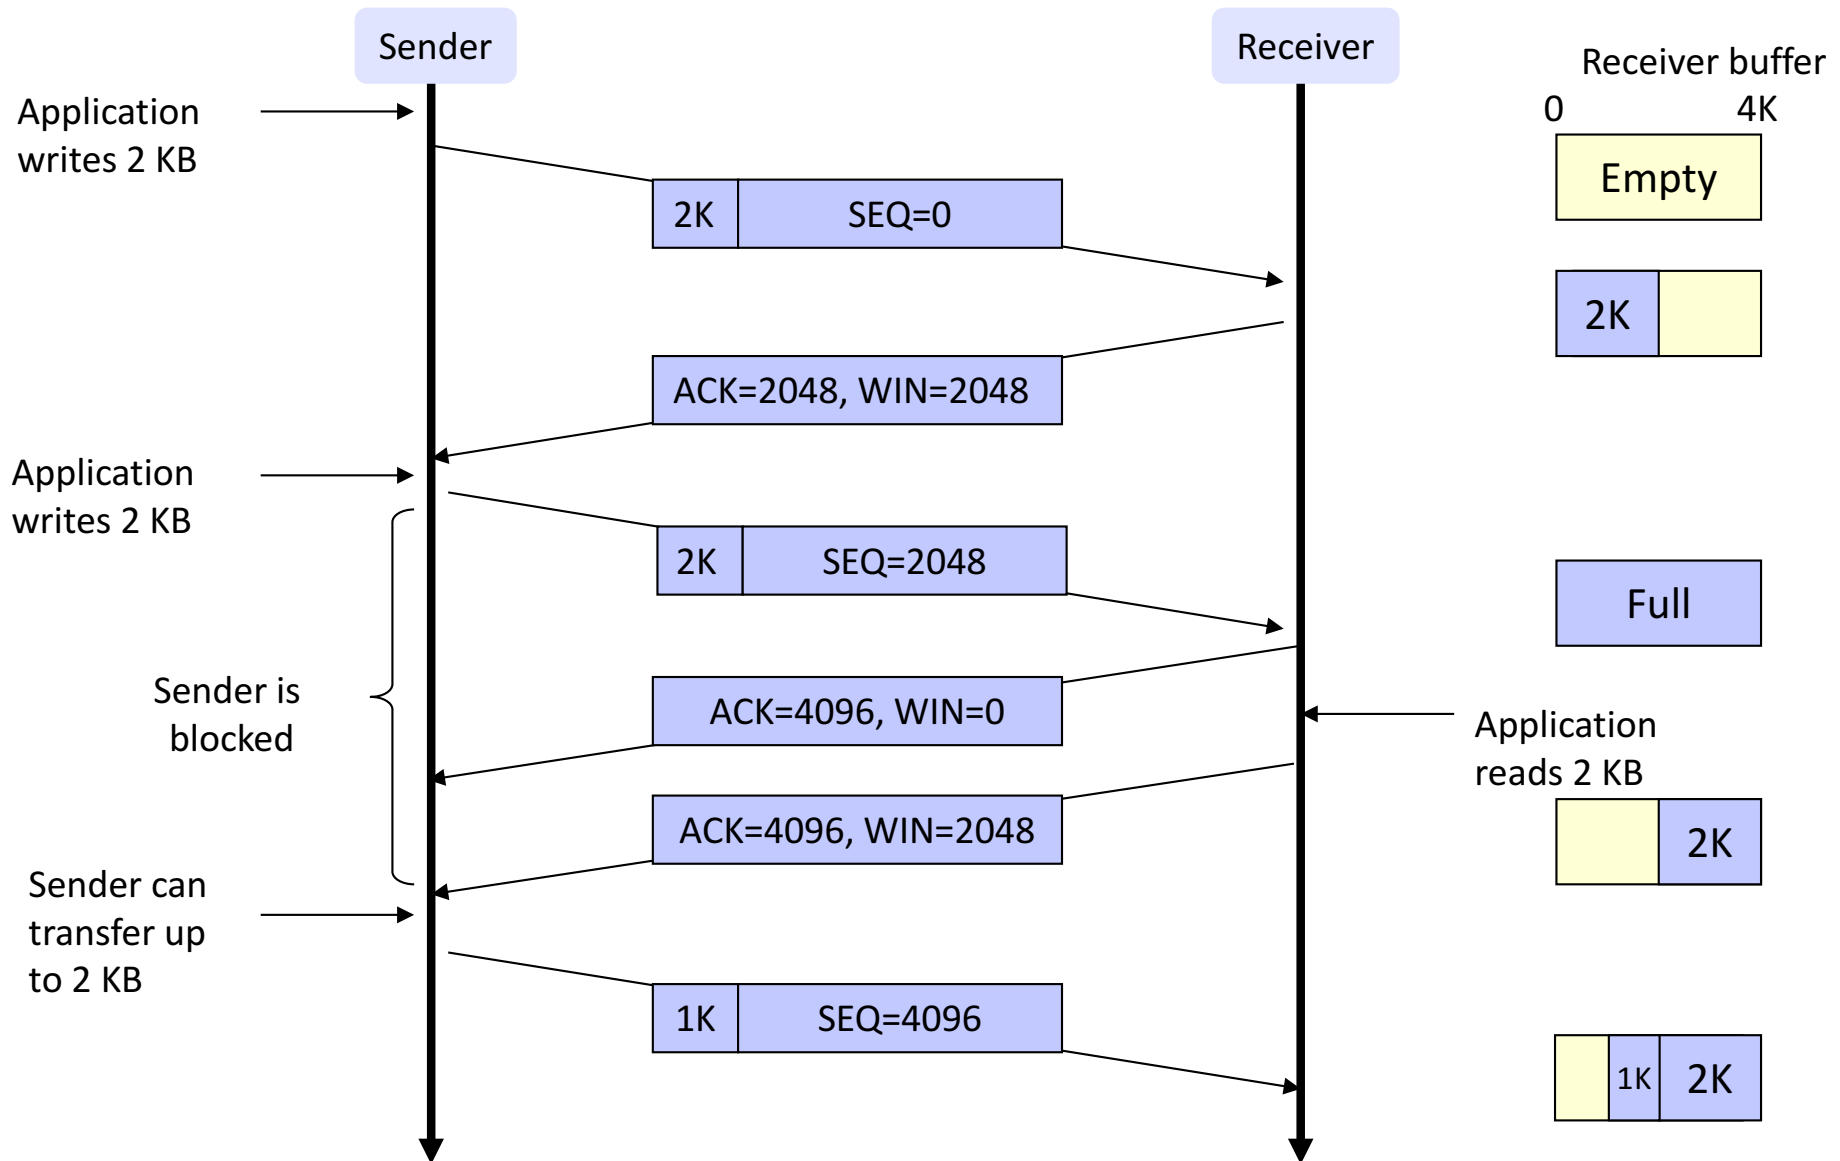 Sender
Receiver
Receiver buffer
0
4K
Application
writes 2 KB
Empty
2K
SEQ=0
2K
ACK=2048, WIN=2048
Application
writes 2 KB
2K
SEQ=2048
Full
Sender is
blocked
ACK=4096, WIN=0
Application
reads 2 KB
ACK=4096, WIN=2048
2K
Sender can
transfer up
to 2 KB
1K
SEQ=4096
1K
2K